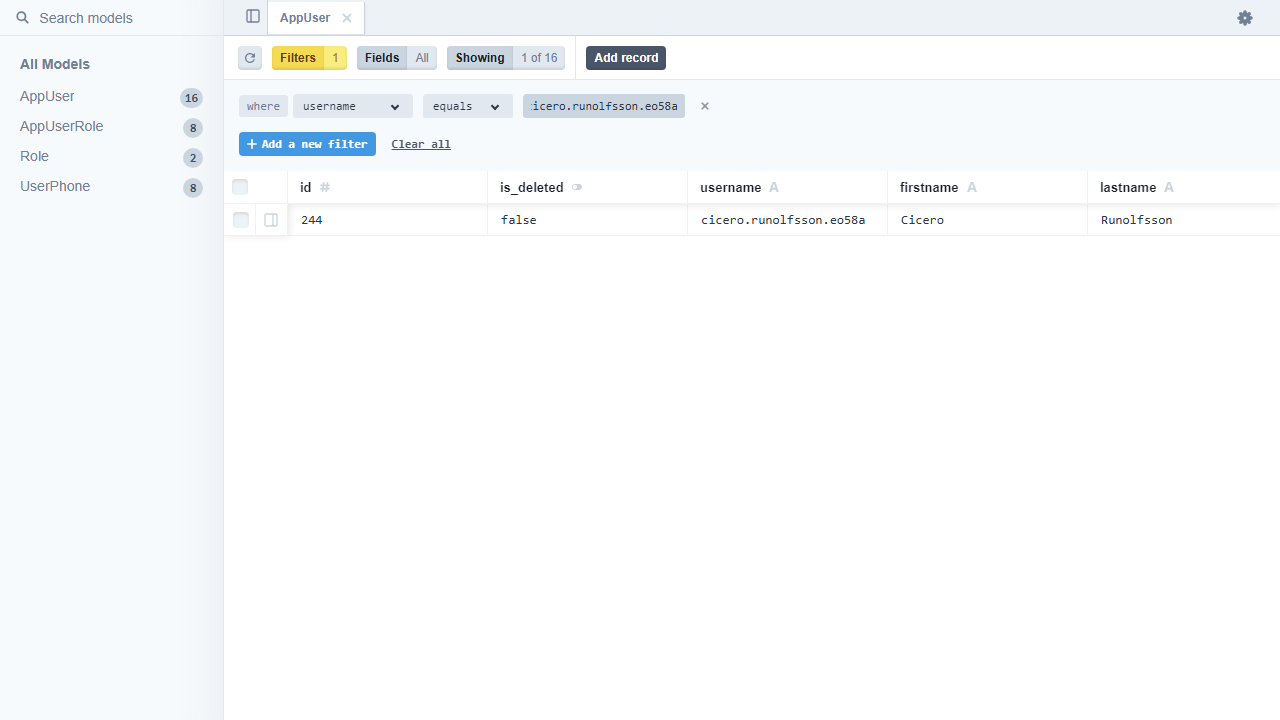 Search models
AppUser
Filters 1 Fields All Showing 1 of 16 Add record
All Models
AppUser 16
AppUserRole 8
Role 2
UserPhone 8
where username equals cicero.runolfsson.eo58a
Add a new filter Clear all
id # is_deleted username A firstname A lastname A
244 false cicero.runolfsson.eo58a Cicero Runolfsson